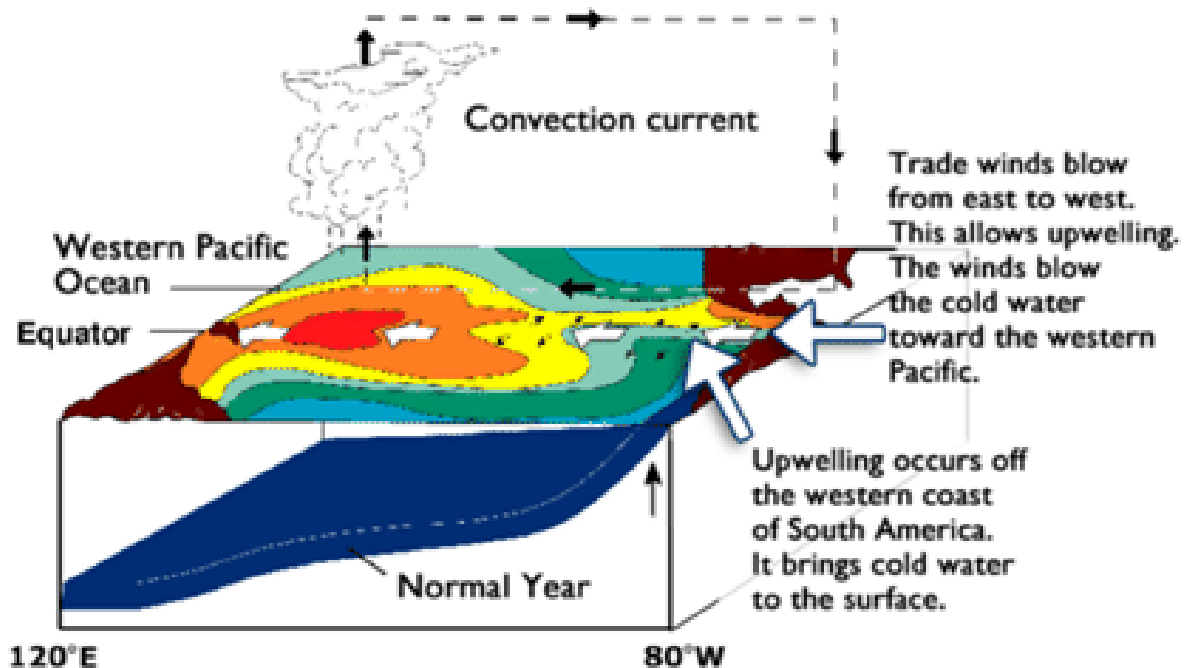 Convection current
Trade winds blow
from east to west.
This allows upwelling.
The winds blow
the cold water
toward the western
Pacific.
Western Pacific
Ocean
Equator
Upwelling occurs off
the western coast
of South America.
It brings cold water
to the surface.
Normal Year
120°E
80°W